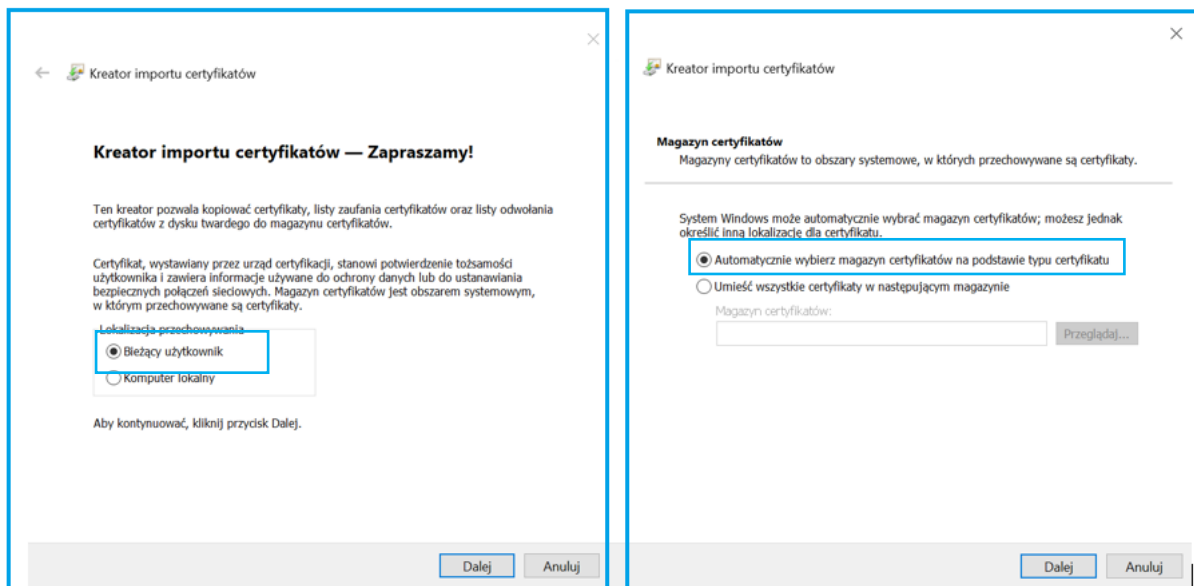 Kreator importu certyfikatów
Kreator importu certyfikatów — Zapraszamy!
Ten kreator pozwala kopiować certyfikaty, listy zaufania certyfikatów oraz listy odwołania
certyfikatów z dysku twardego do magazynu certyfikatów.
Certyfikat, wystawiany przez urząd certyfikacji, stanowi potwierdzenie tożsamości
użytkownika i zawiera informacje używane do ochrony danych lub do ustanawiania
bezpiecznych połączeń sieciowych. Magazyn certyfikatów jest obszarem systemowym,
w którym przechowywane są certyfikaty.
Lokalizacja przechowywania
Bieżący użytkownik
Komputer lokalny
Aby kontynuować, kliknij przycisk Dalej.
Dalej
Anuluj
Kreator importu certyfikatów
Magazyn certyfikatów
Magazyny certyfikatów to obszary systemowe, w których przechowywane są certyfikaty.
System Windows może automatycznie wybrać magazyn certyfikatów; możesz jednak
określić inną lokalizację dla certyfikatu.
Automatycznie wybierz magazyn certyfikatów na podstawie typu certyfikatu
Umieść wszystkie certyfikaty w następującym magazynie
Magazyn certyfikatów:
Przeglądaj...
Dalej
Anuluj